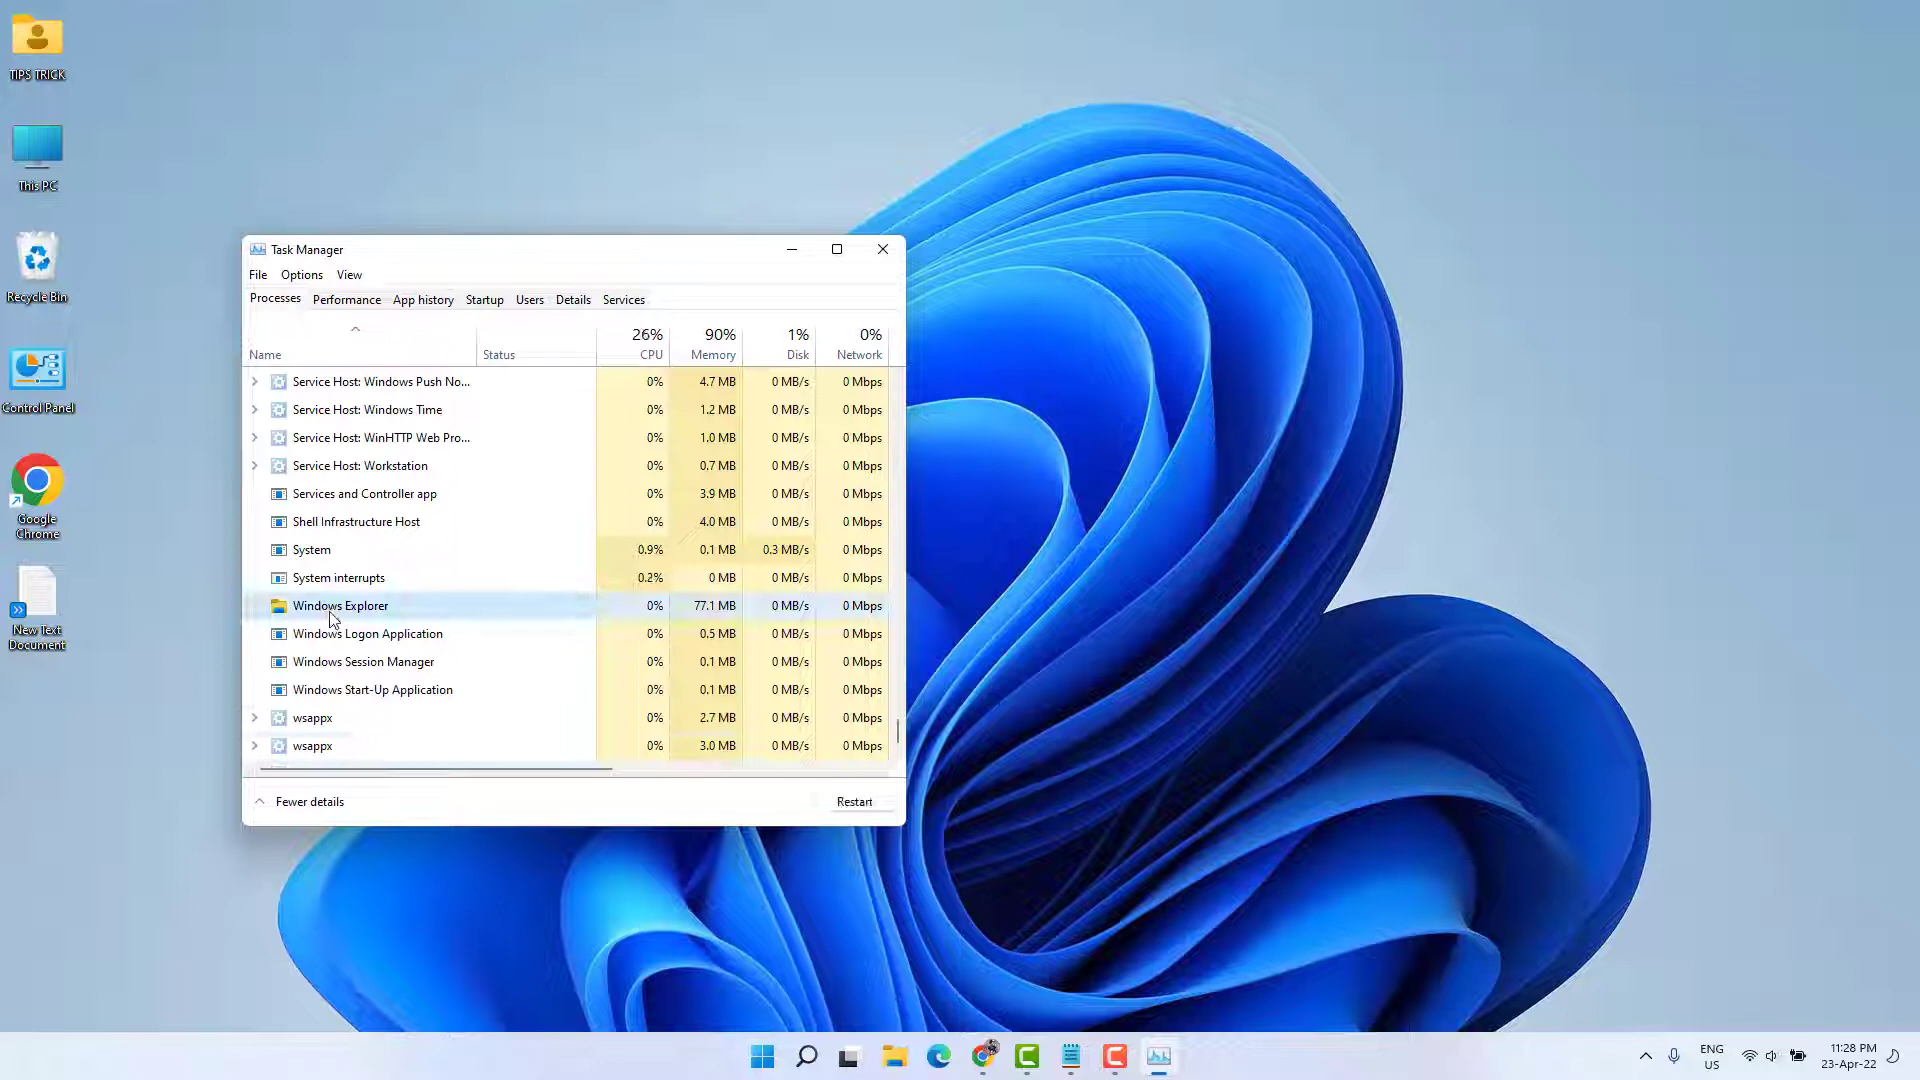 TIPS TRICK
This PC
Recycle Bin
Control Panel
Google
Chrome
New Text
Document
Task Manager
File Options View
Processes Performance App history Startup Users Details Services
26% 90% 1% 0%
Name Status CPU Memory Disk Network
Service Host: Windows Push No... 0% 4.7 MB 0 MB/s 0 Mbps
Service Host: Windows Time 0% 1.2 MB 0 MB/s 0 Mbps
Service Host: WinHTTP Web Pro... 0% 1.0 MB 0 MB/s 0 Mbps
Service Host: Workstation 0% 0.7 MB 0 MB/s 0 Mbps
Services and Controller app 0% 3.9 MB 0 MB/s 0 Mbps
Shell Infrastructure Host 0% 4.0 MB 0 MB/s 0 Mbps
System 0.9% 0.1 MB 0.3 MB/s 0 Mbps
System interrupts 0.2% 0 MB 0 MB/s 0 Mbps
Windows Explorer 0% 77.1 MB 0 MB/s 0 Mbps
Windows Logon Application 0% 0.5 MB 0 MB/s 0 Mbps
Windows Session Manager 0% 0.1 MB 0 MB/s 0 Mbps
Windows Start-Up Application 0% 0.1 MB 0 MB/s 0 Mbps
wsappx 0% 2.7 MB 0 MB/s 0 Mbps
wsappx 0% 3.0 MB 0 MB/s 0 Mbps
Fewer details Restart
ENG
US
11:28 PM
23-Apr-22